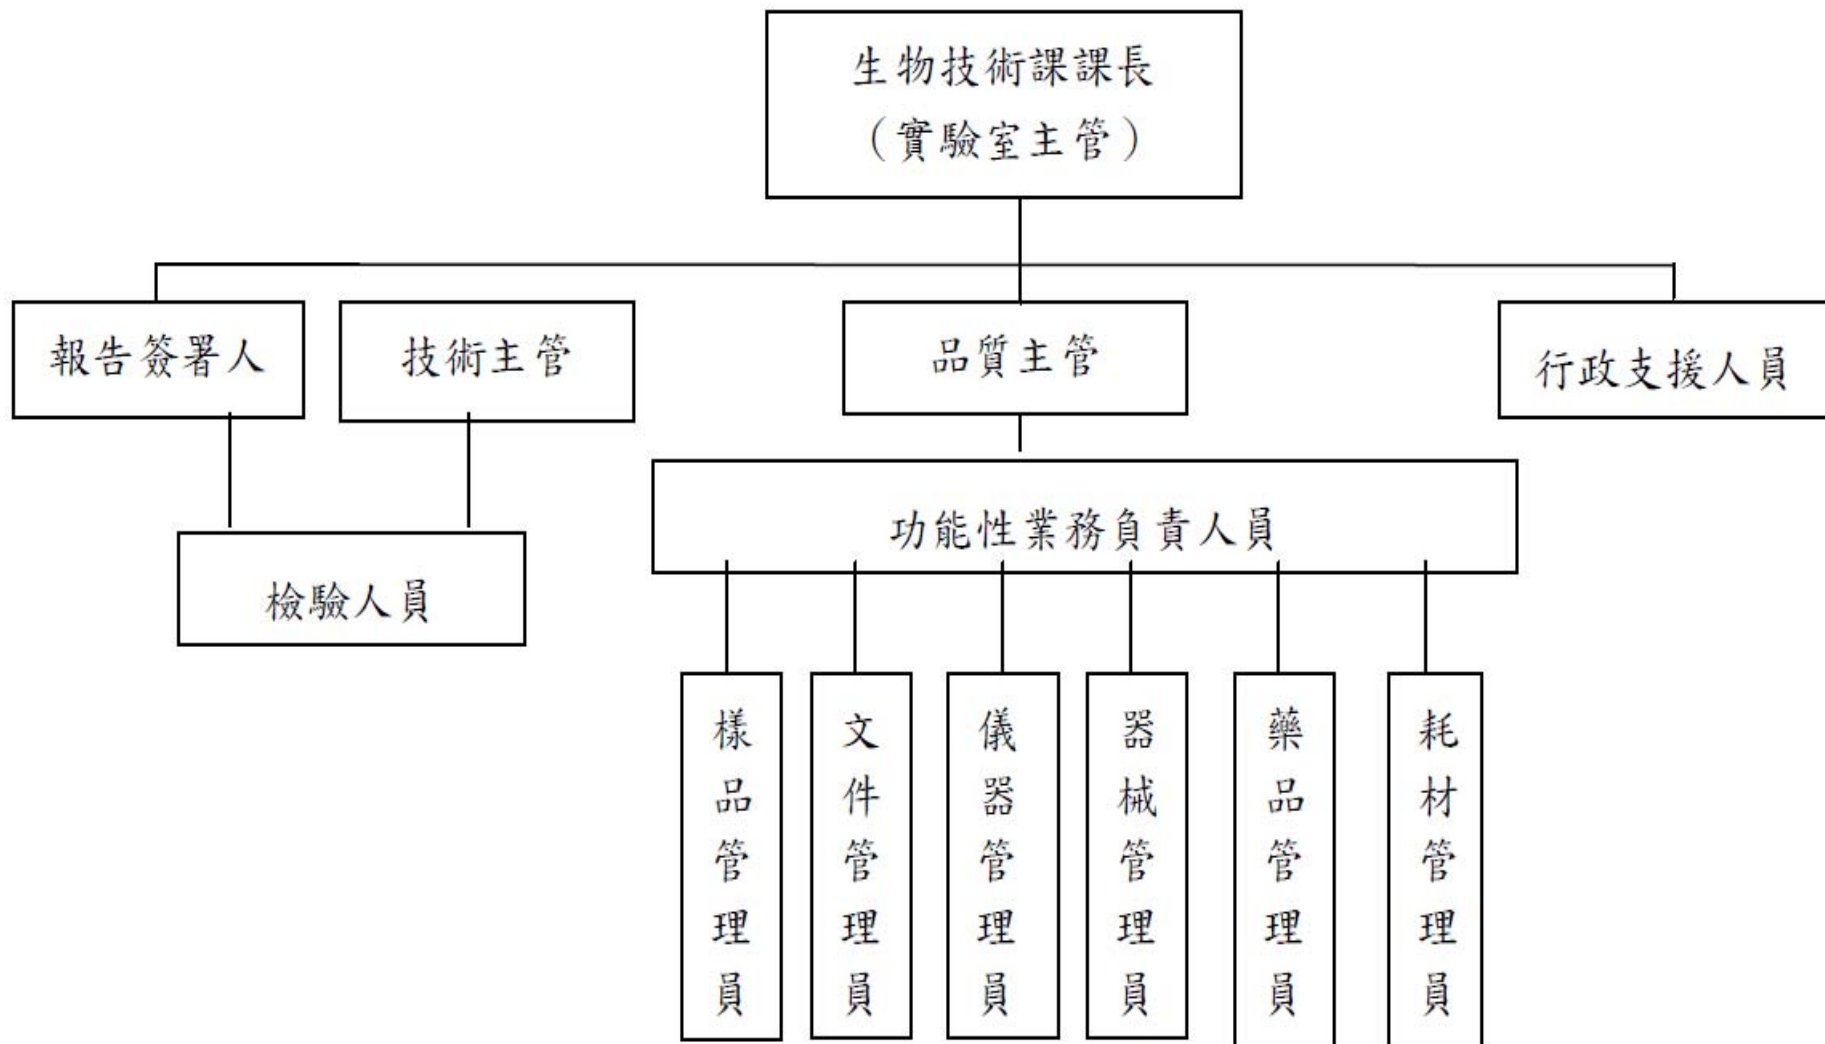 生物技術課課長
（實驗室主管）
報告簽署人
技術主管
品質主管
行政支援人員
功能性業務負責人員
檢驗人員
樣品管理員
文件管理員
儀器管理員
器械管理員
藥品管理員
耗材管理員